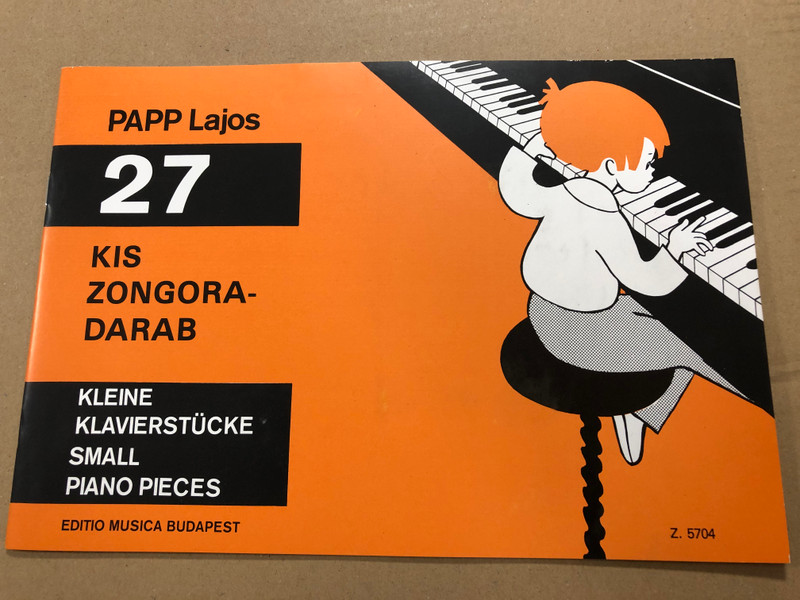 PAPP Lajos
27
KIS
ZONGORA-
DARAB
KLEINE
KLAVIERSTÜCKE
SMALL
PIANO PIECES
EDITIO MUSICA BUDAPEST
Z. 5704